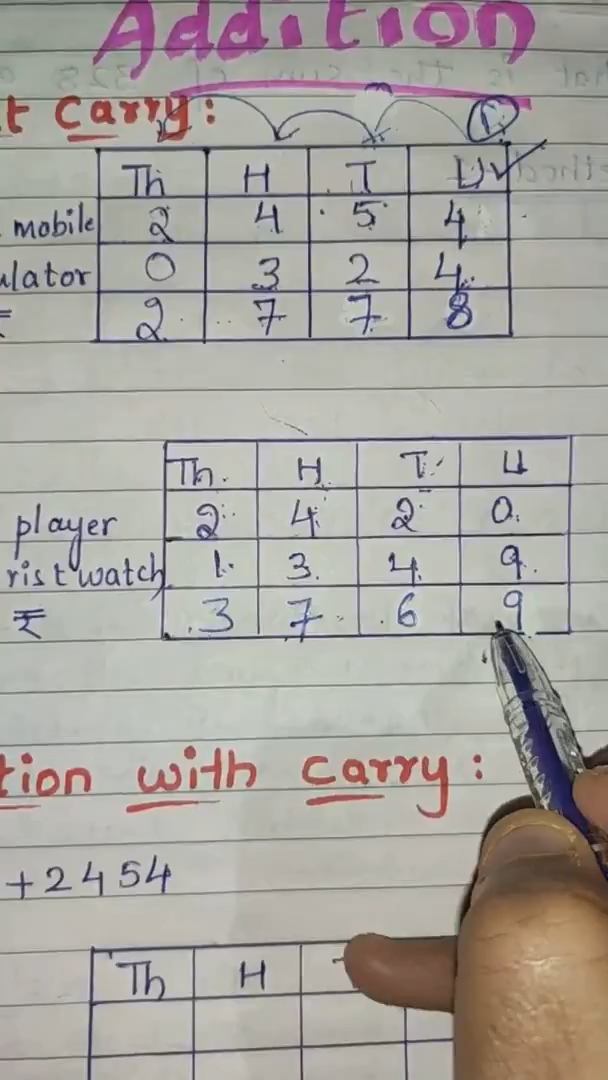 Addition
t Carry:
Th H T U
mobile 2 4 5 4
ulator 0 3 2 4
₹ 2 7 7 8
Th. H T U
player 2 4 2 0
rist watch 1 3 4 9
₹ 3 7 6 9
tion with carry:
+2454
Th H